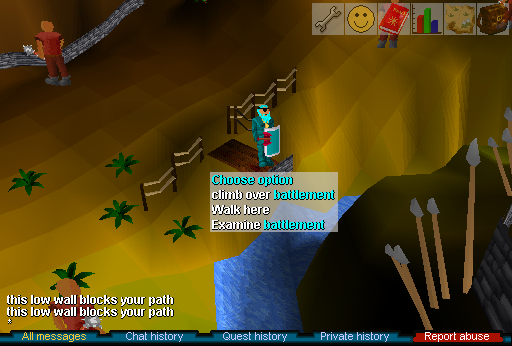 Choose option
climb over battlement
Walk here
Examine battlement
this low wall blocks your path
this low wall blocks your path
*
All messages
Chat history
Quest history
Private history
Report abuse